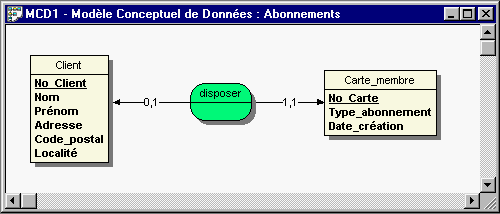 MCD1 - Modèle Conceptuel de Données : Abonnements
Client
No_Client
Nom
Prénom
Adresse
Code_postal
Localité
0,1
disposer
1,1
Carte_membre
No_Carte
Type_abonnement
Date_création